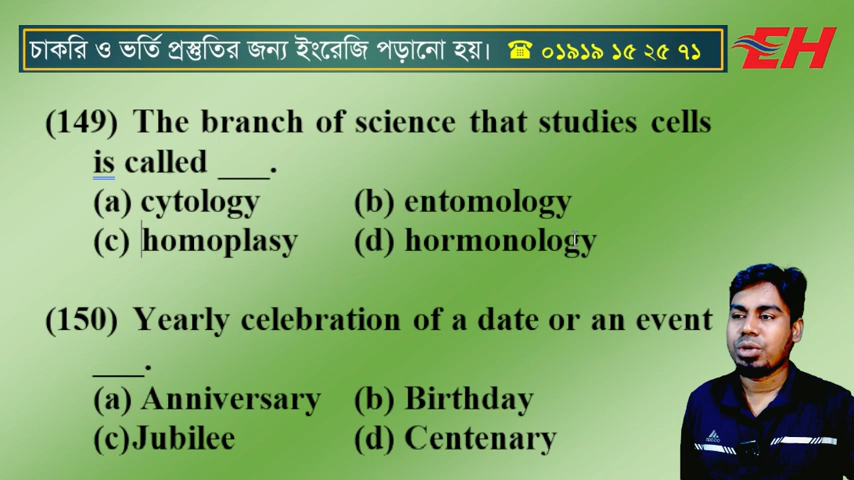 চাকরি ও ভর্তি প্রস্তুতির জন্য ইংরেজি পড়ানো হয়। ☎ ০১৯১৯ ১৫ ২৫ ৭১
EH
(149) The branch of science that studies cells
is called ___.
(a) cytology (b) entomology
(c) homoplasy (d) hormonology
(150) Yearly celebration of a date or an event
___.
(a) Anniversary (b) Birthday
(c)Jubilee (d) Centenary